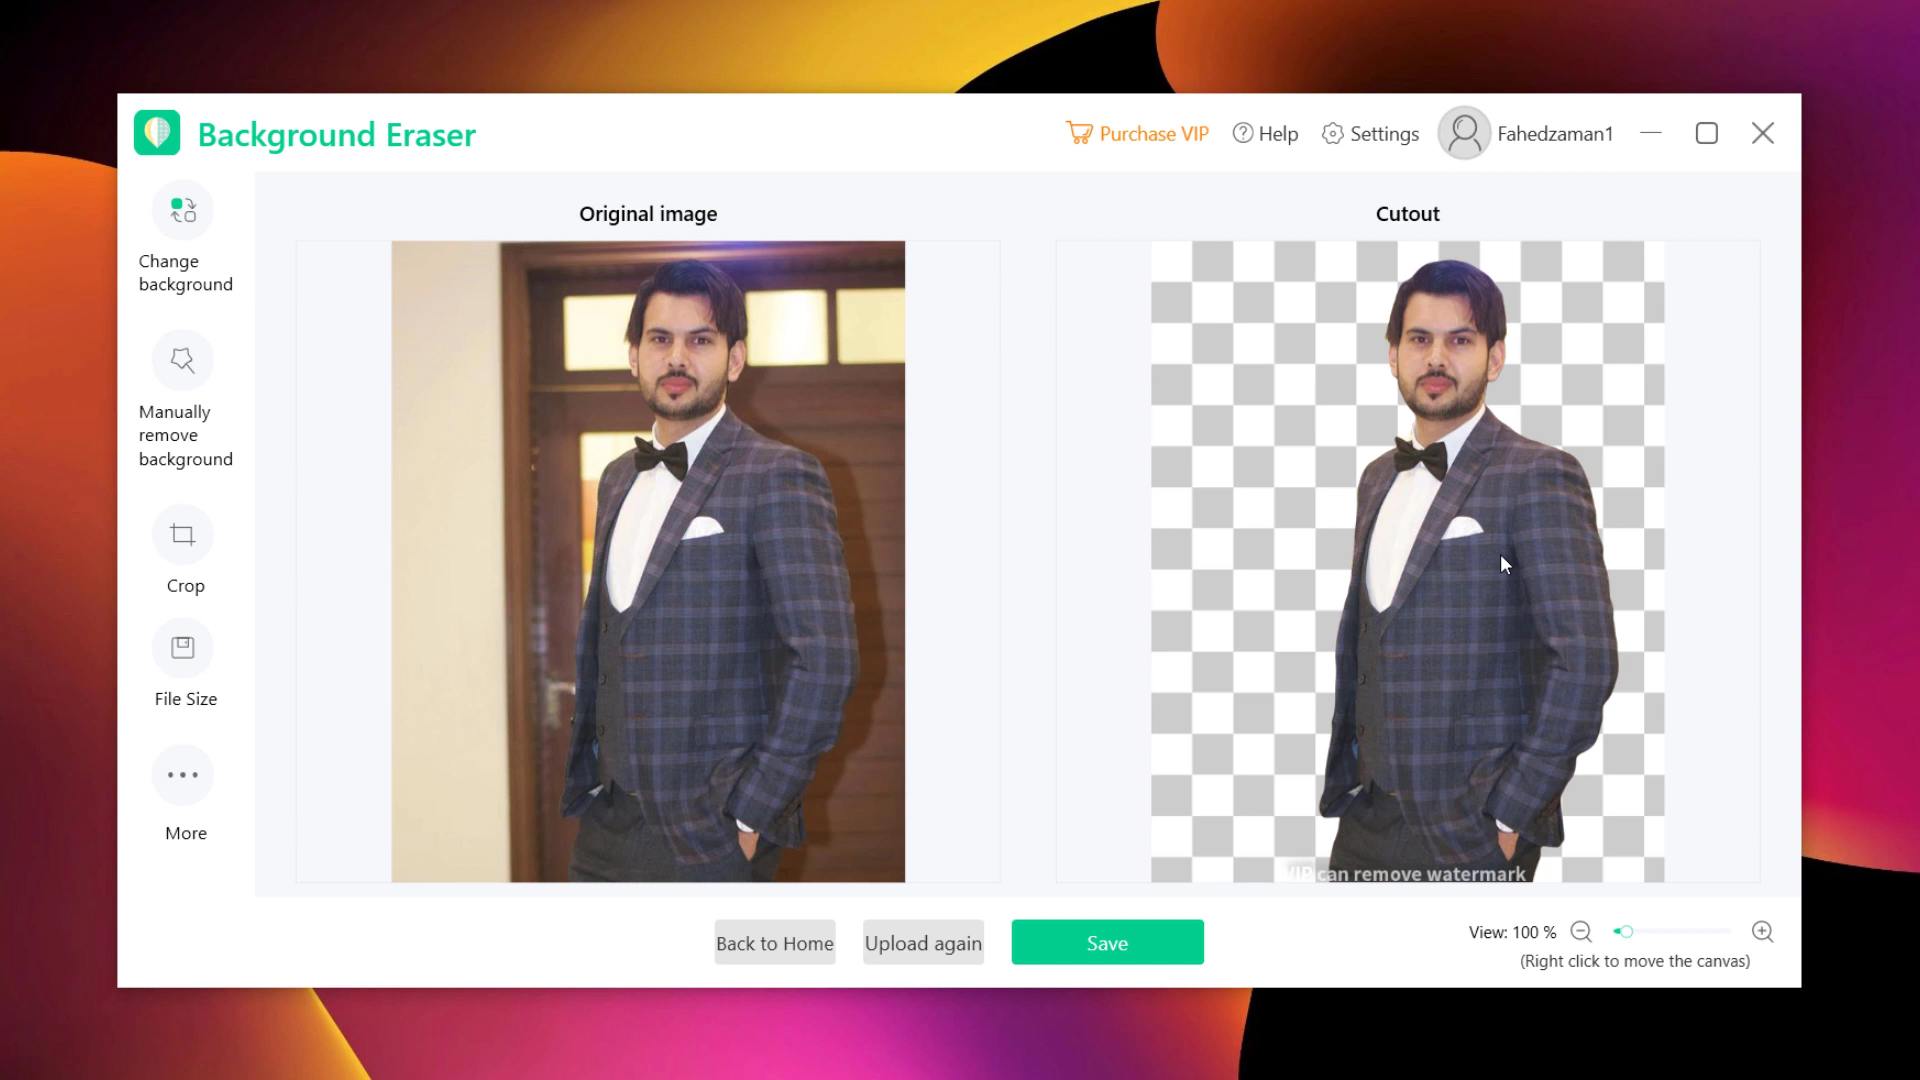 Background Eraser
Purchase VIP
Help
Settings
Fahedzaman1
Change
background
Manually
remove
background
Crop
File Size
More
Original image
Cutout
VIP can remove watermark
Back to Home
Upload again
Save
View: 100 %
(Right click to move the canvas)